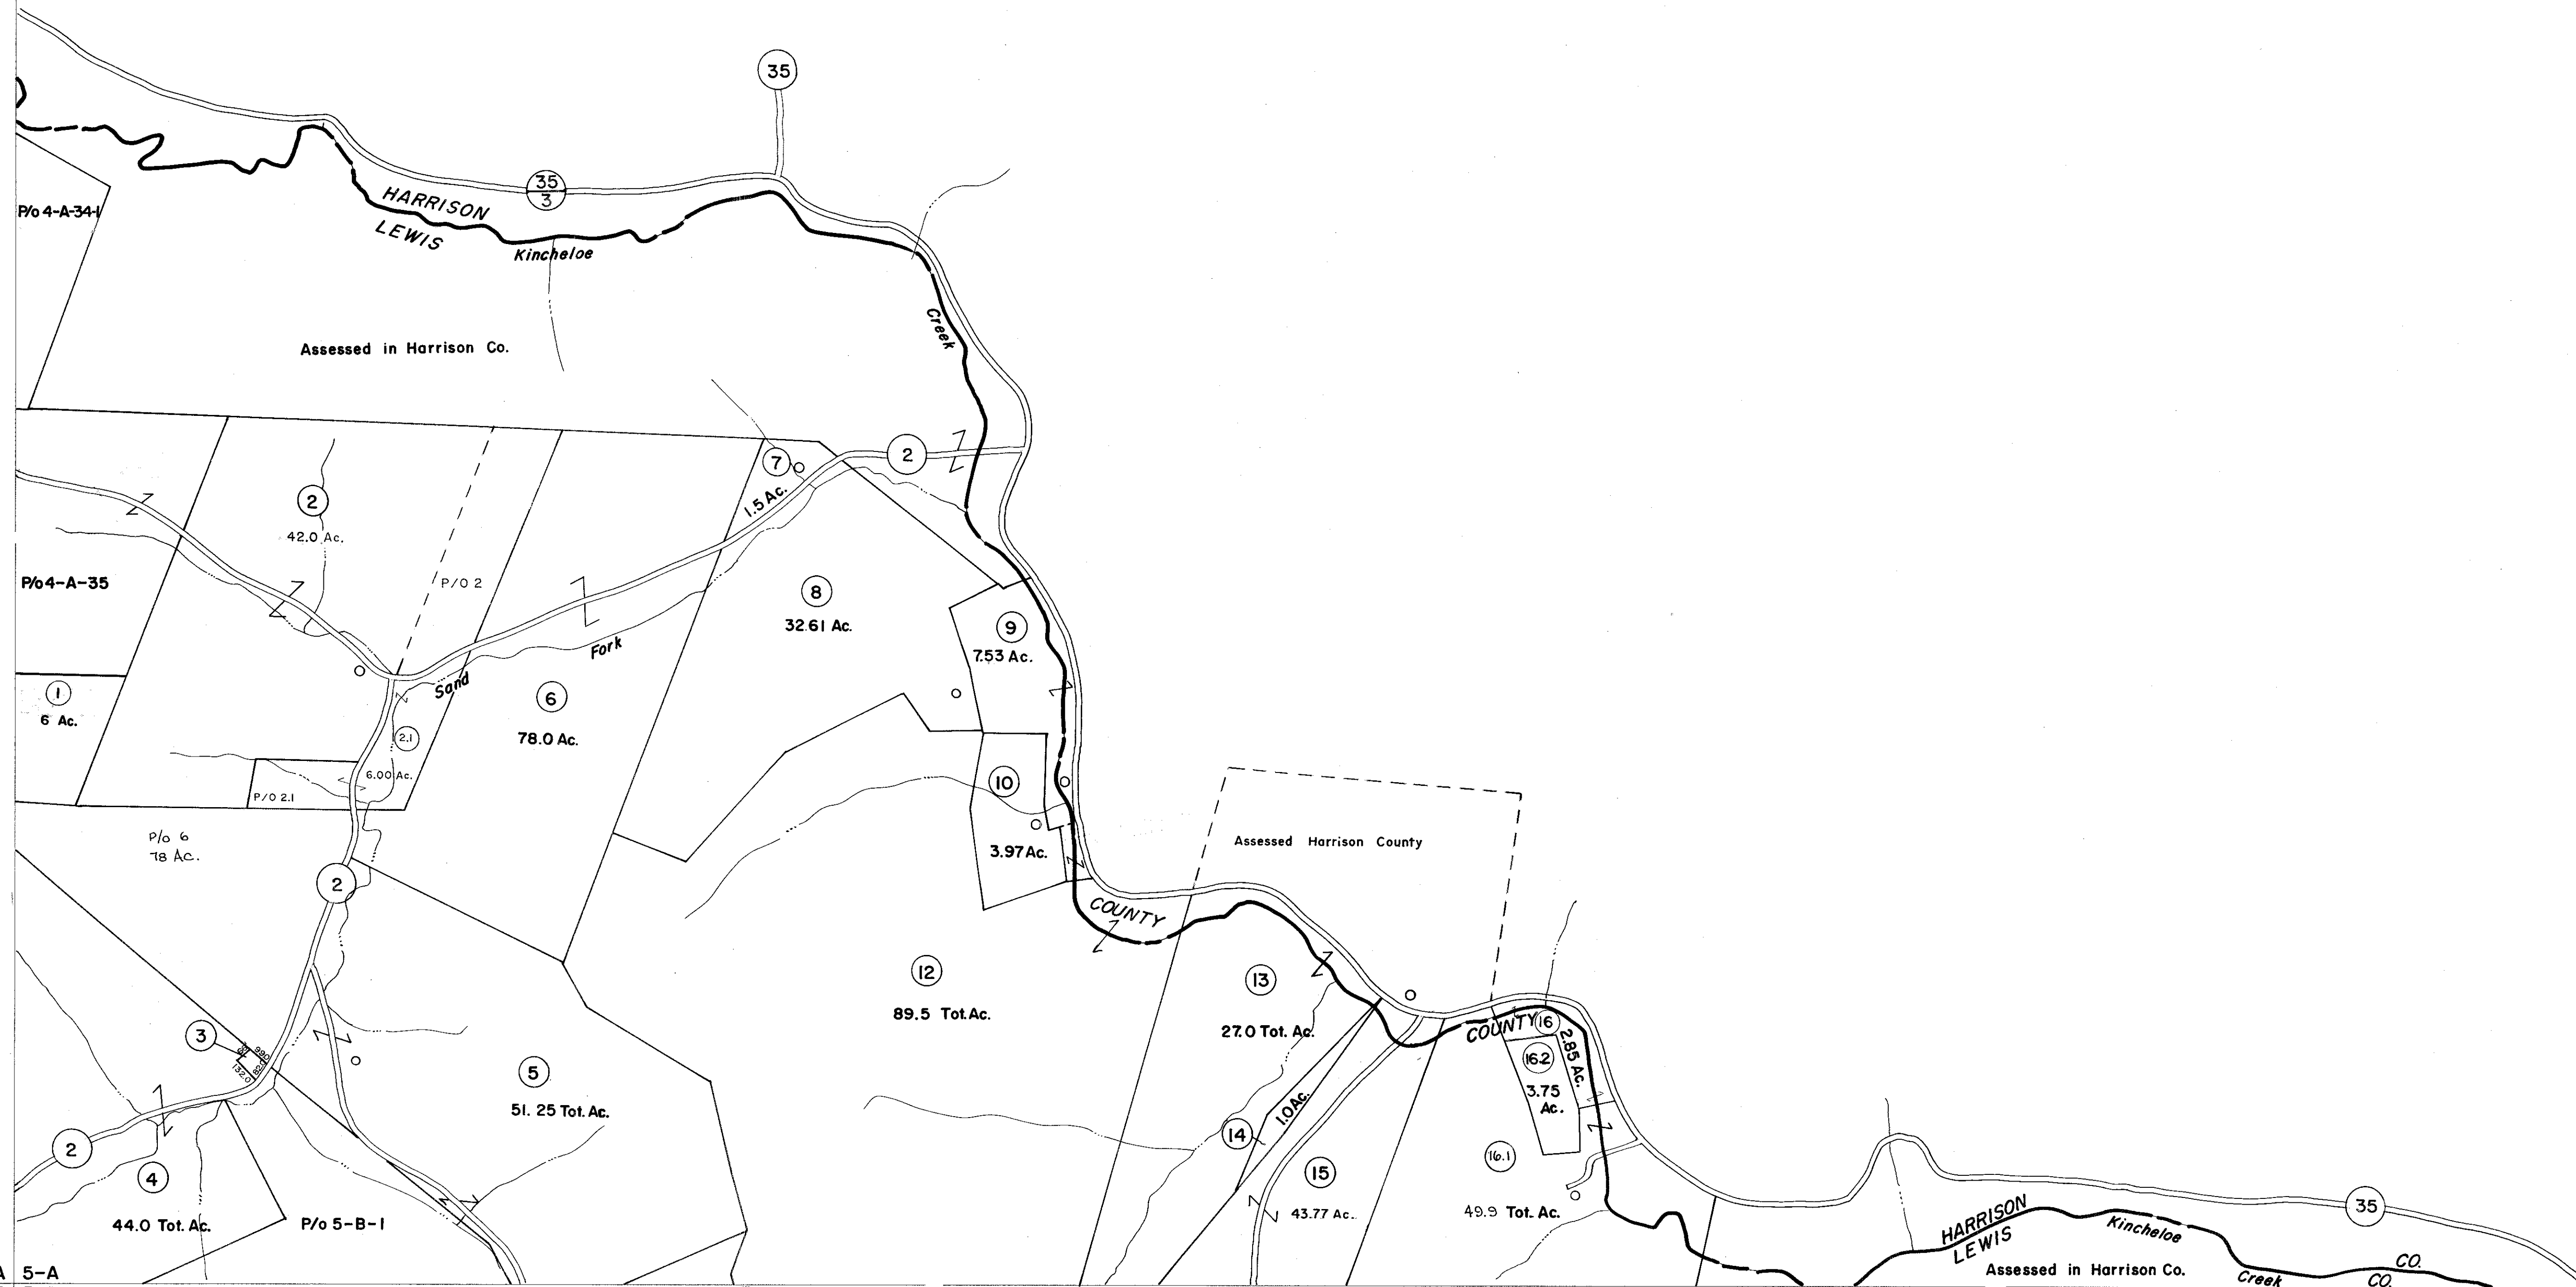 35
35
3
HARRISON
LEWIS
Kincheloe
Creek
P/o 4-A-34-1
Assessed in Harrison Co.
2
7
1.5 Ac.
2
42.0 Ac.
P/O 2
P/o 4-A-35
8
32.61 Ac.
9
7.53 Ac.
Fork
Sand
1
6 Ac.
6
78.0 Ac.
2.1
6.00 Ac.
P/O 2.1
10
3.97 Ac.
P/o 6
78 Ac.
Assessed Harrison County
2
COUNTY
12
89.5 Tot. Ac.
13
27.0 Tot. Ac.
COUNTY
16
2.85 Ac.
16.2
3.75
Ac.
3
99.0
82.0
132.0
5
51.25 Tot. Ac.
1.0 Ac.
14
15
43.77 Ac.
16.1
49.9 Tot. Ac.
2
4
44.0 Tot. Ac.
P/o 5-B-1
35
HARRISON
LEWIS
Kincheloe
Creek
CO.
CO.
Assessed in Harrison Co.
A 5-A